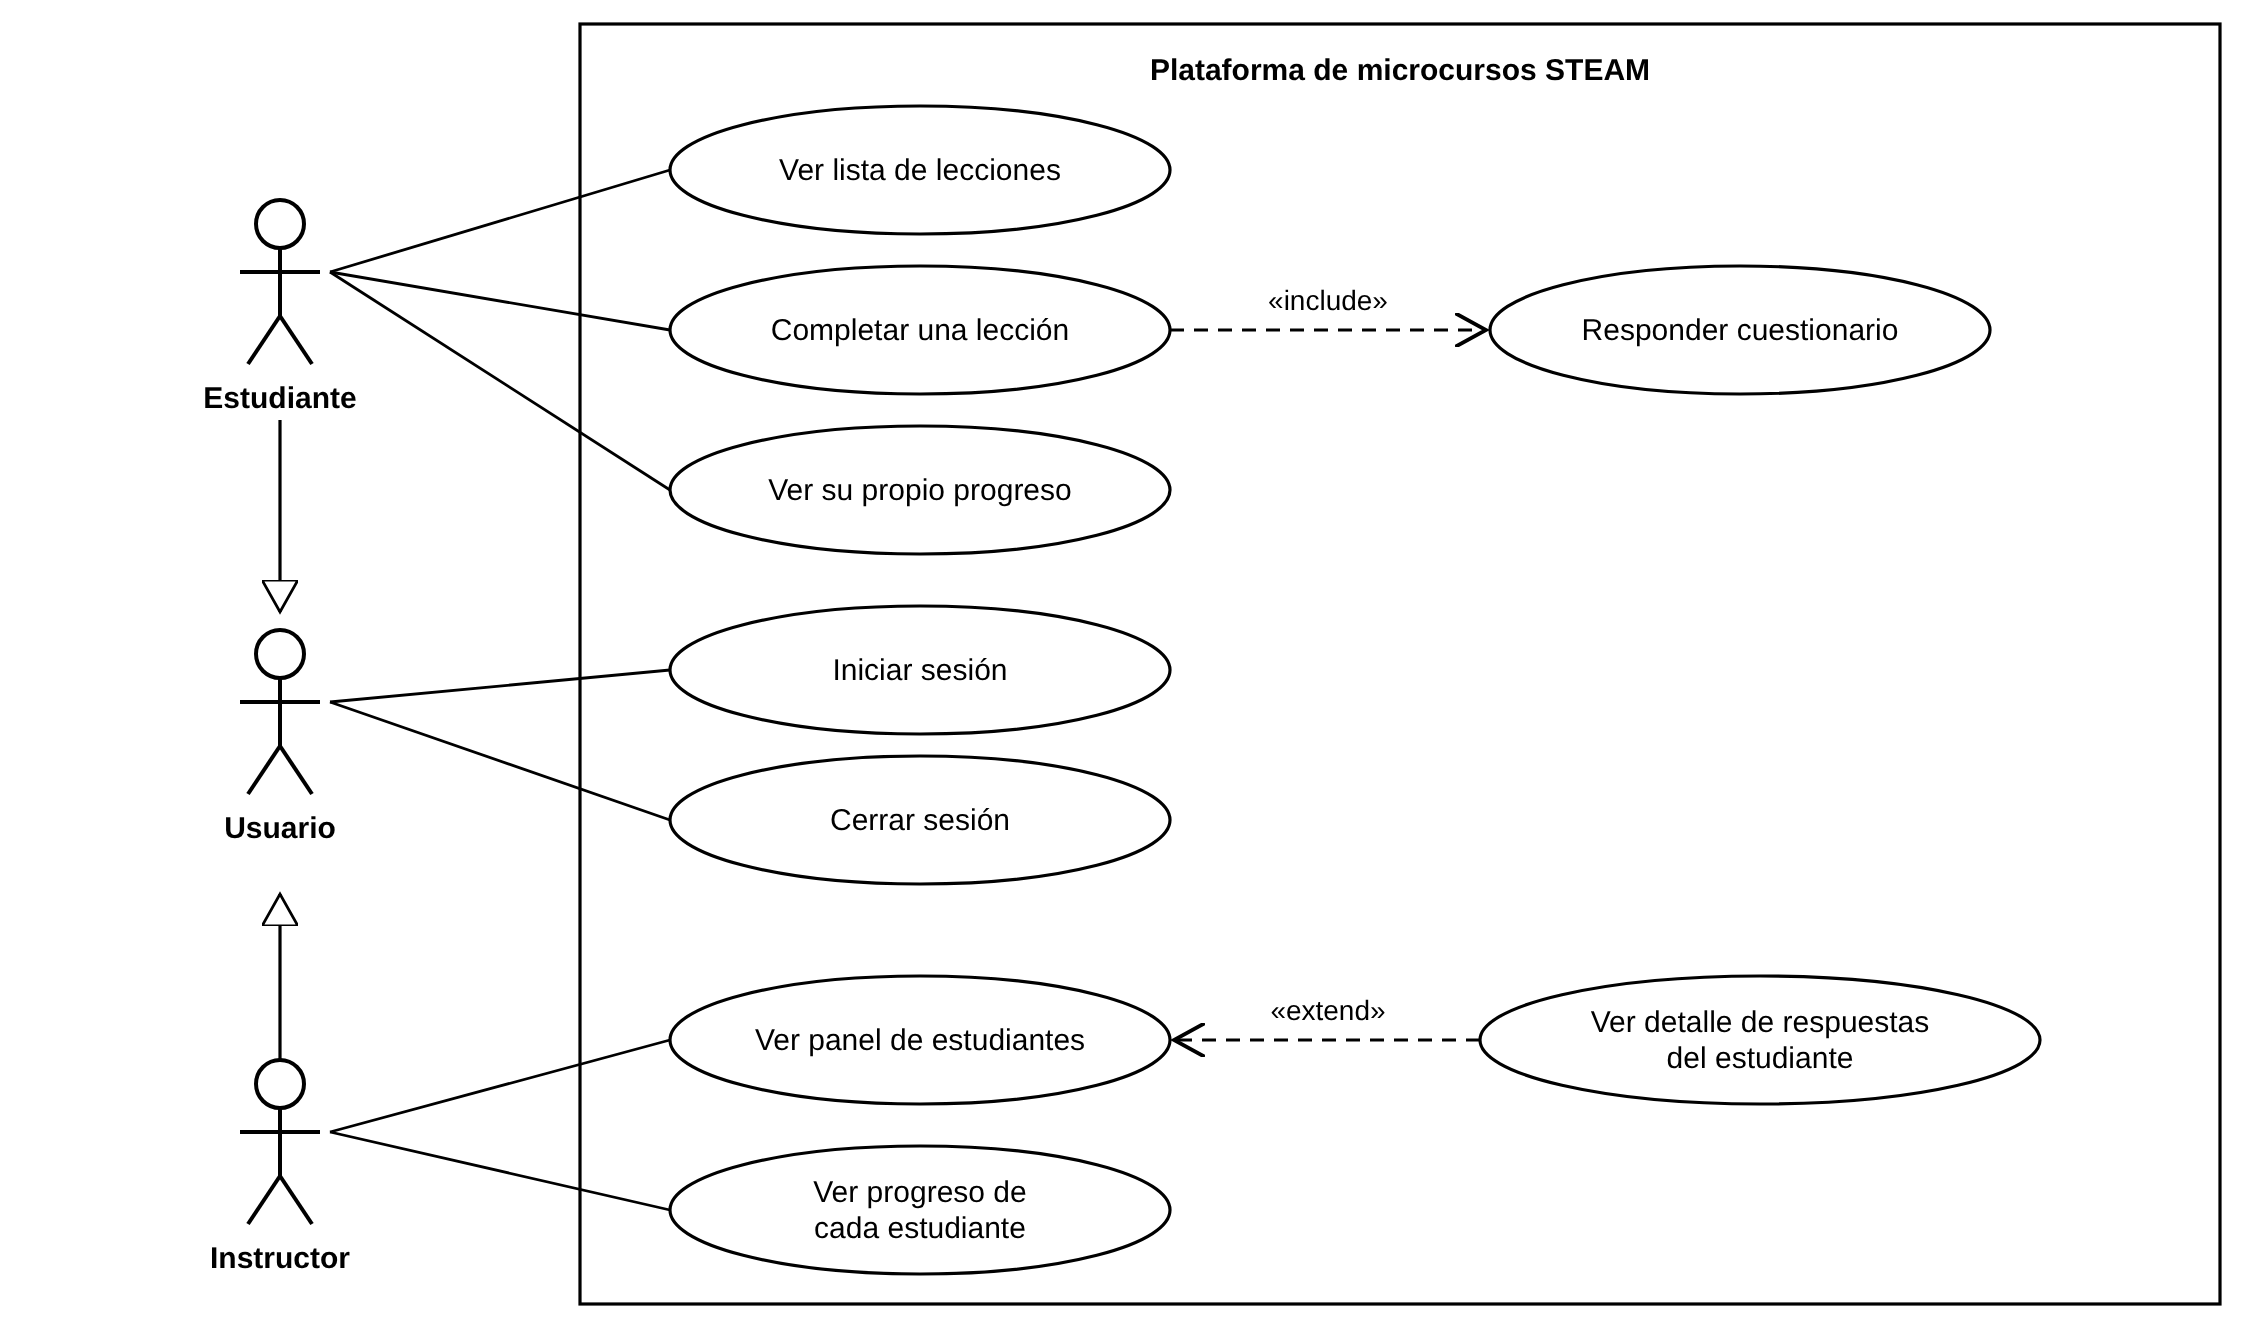 Plataforma de microcursos STEAM
Ver lista de lecciones
Estudiante
Completar una lección
«include»
Responder cuestionario
Ver su propio progreso
Usuario
Iniciar sesión
Cerrar sesión
Instructor
Ver panel de estudiantes
«extend»
Ver detalle de respuestas
del estudiante
Ver progreso de
cada estudiante